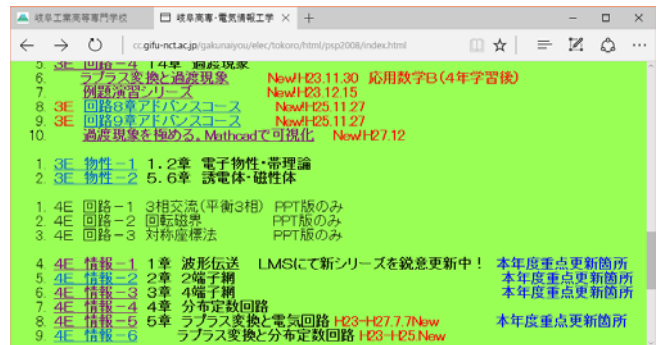 岐阜工業高等専門学校
岐阜高専・電気情報工学
cc.gifu-nct.ac.jp/gakunaiyou/elec/tokoro/html/psp2008/index.html
5. 3E 回路-4 14章 過渡現象
6. ラプラス変換と過渡現象 New!H23.11.30 応用数学B(4年学習後)
7. 例題演習シリーズ New!H23.12.15
8. 3E 回路8章アドバンスコース New!H25.11.27
9. 3E 回路9章アドバンスコース New!H25.11.27
10. 過渡現象を極める。Mathcadで可視化 New!H27.12
1. 3E 物性-1 1.2章 電子物性・帯理論
2. 3E 物性-2 5.6章 誘電体・磁性体
1. 4E 回路-1 3相交流(平衡3相) PPT版のみ
2. 4E 回路-2 回転磁界 PPT版のみ
3. 4E 回路-3 対称座標法 PPT版のみ
4. 4E 情報-1 1章 波形伝送 LMSにて新シリーズを鋭意更新中! 本年度重点更新箇所
5. 4E 情報-2 2章 2端子網 本年度重点更新箇所
6. 4E 情報-3 3章 4端子網 本年度重点更新箇所
7. 4E 情報-4 4章 分布定数回路
8. 4E 情報-5 5章 ラプラス変換と電気回路 H23-H27.7.7New 本年度重点更新箇所
9. 4E 情報-6 ラプラス変換と分布定数回路 H23-H25.New